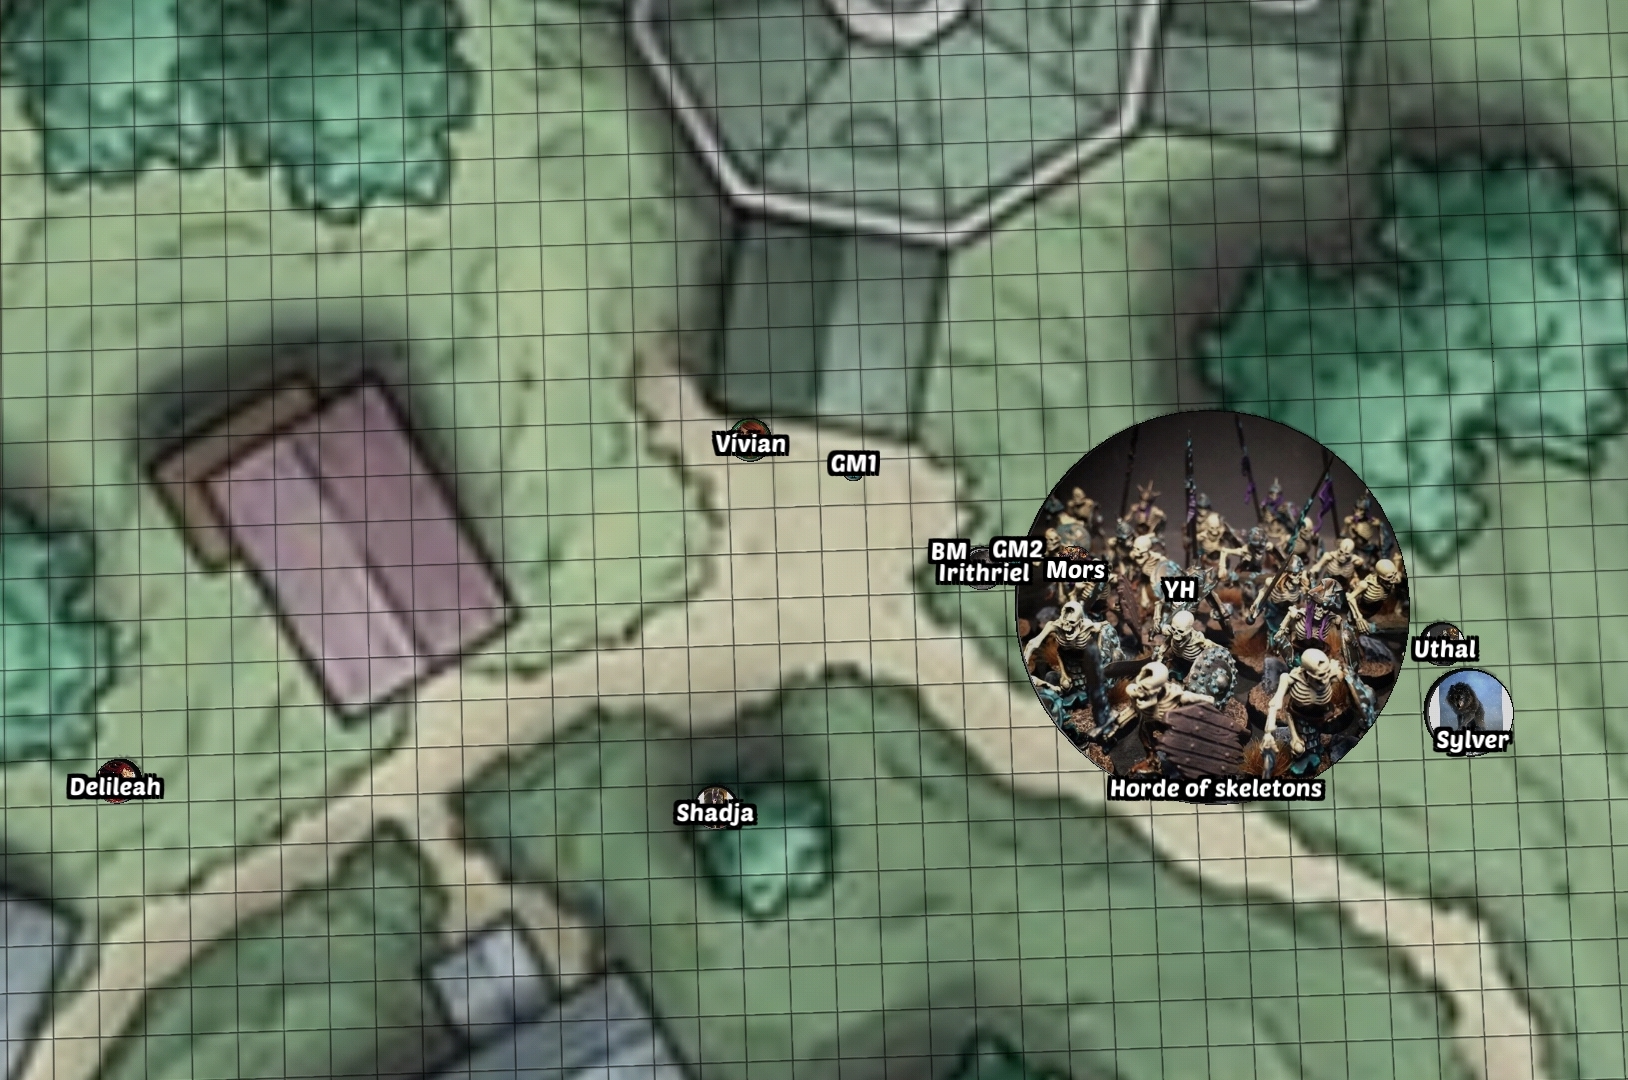 Vivian
GM1
BM
GM2
Irithriel
Mors
YH
Uthal
Sylver
Delileah
Horde of skeletons
Shadja